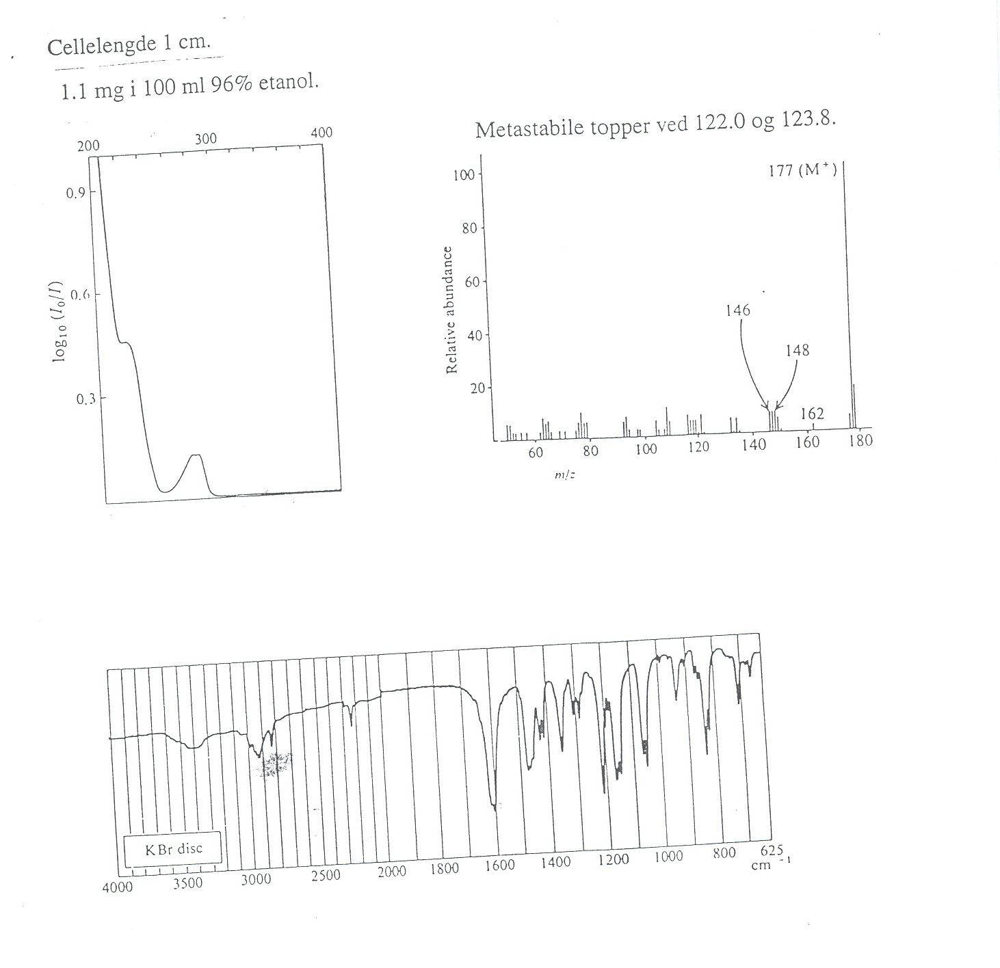 Cellelengde 1 cm.
1.1 mg i 100 ml 96% etanol.
200 300 400
0.9
0.6
0.3
log₁₀ (I₀/I)
Metastabile topper ved 122.0 og 123.8.
177 (M⁺)
100
80
60
40
20
Relative abundance
146
148
162
60 80 100 120 140 160 180
m/z
KBr disc
4000 3500 3000 2500 2000 1800 1600 1400 1200 1000 800 625
cm⁻¹